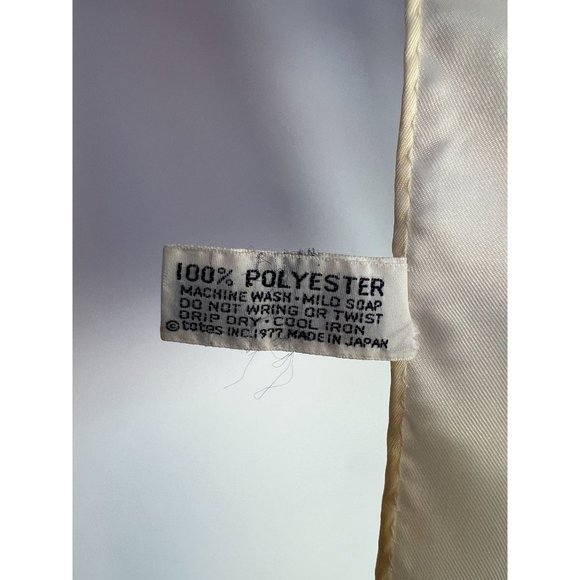 100% POLYESTER
MACHINE WASH - MILD SOAP
DO NOT WRING OR TWIST
DRIP DRY - COOL IRON
© totes INC. 1977. MADE IN JAPAN